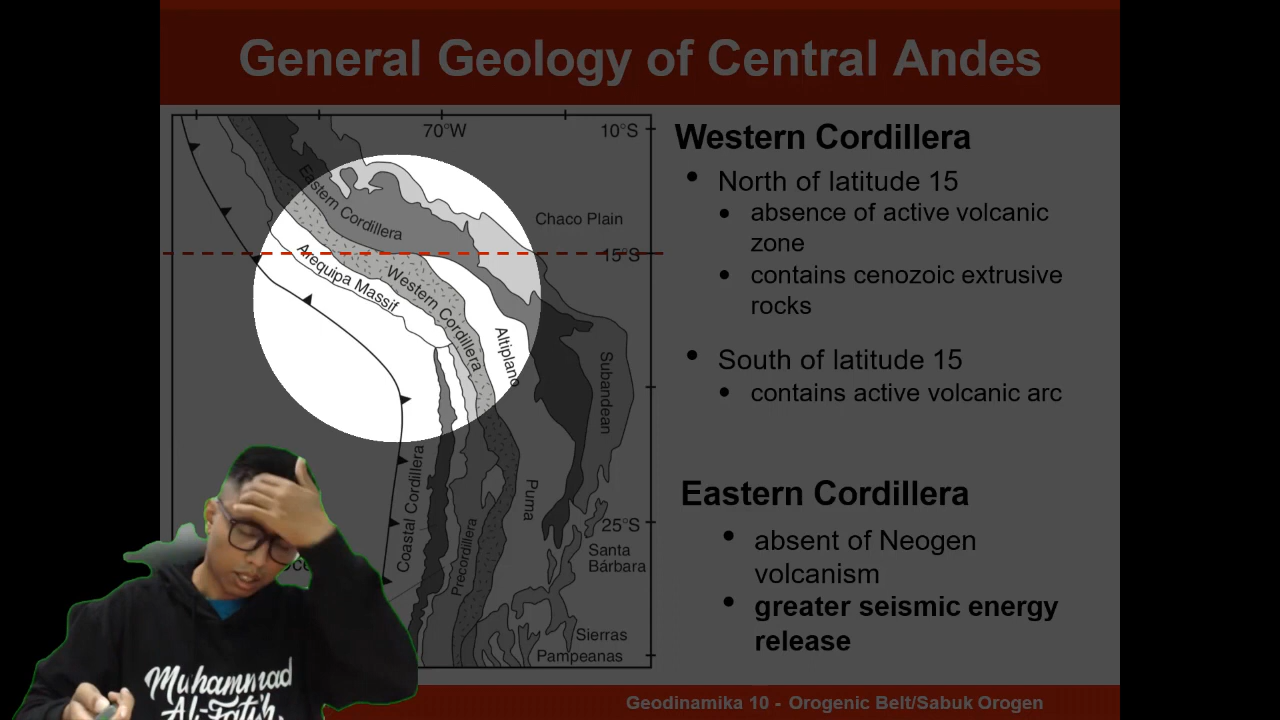 General Geology of Central Andes
70°W
10°S
Chaco Plain
15°S
Eastern Cordillera
Arequipa Massif
Western Cordillera
Altiplano
Subandean
Coastal Cordillera
Precordillera
Puma
25°S
Santa
Bárbara
Sierras
Pampeanas
Western Cordillera
• North of latitude 15
• absence of active volcanic
zone
• contains cenozoic extrusive
rocks
• South of latitude 15
• contains active volcanic arc
Eastern Cordillera
• absent of Neogen
volcanism
• greater seismic energy
release
Muhammad
Al-Fatih
Geodinamika 10 - Orogenic Belt/Sabuk Orogen